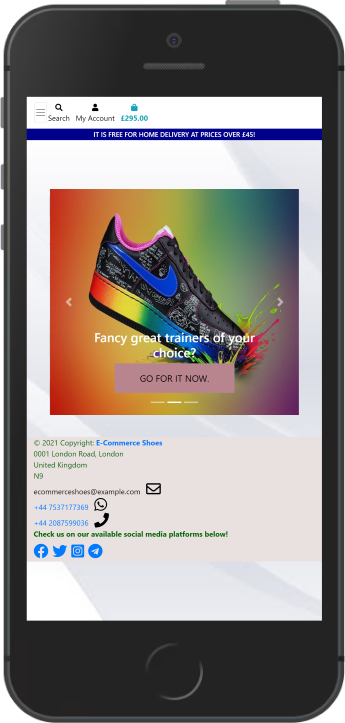 Search My Account £295.00
IT IS FREE FOR HOME DELIVERY AT PRICES OVER £45!
Fancy great trainers of your
choice?
GO FOR IT NOW.
© 2021 Copyright: E-Commerce Shoes
0001 London Road, London
United Kingdom
N9
ecommerceshoes@example.com
+44 7537177369
+44 2087599036
Check us on our available social media platforms below!